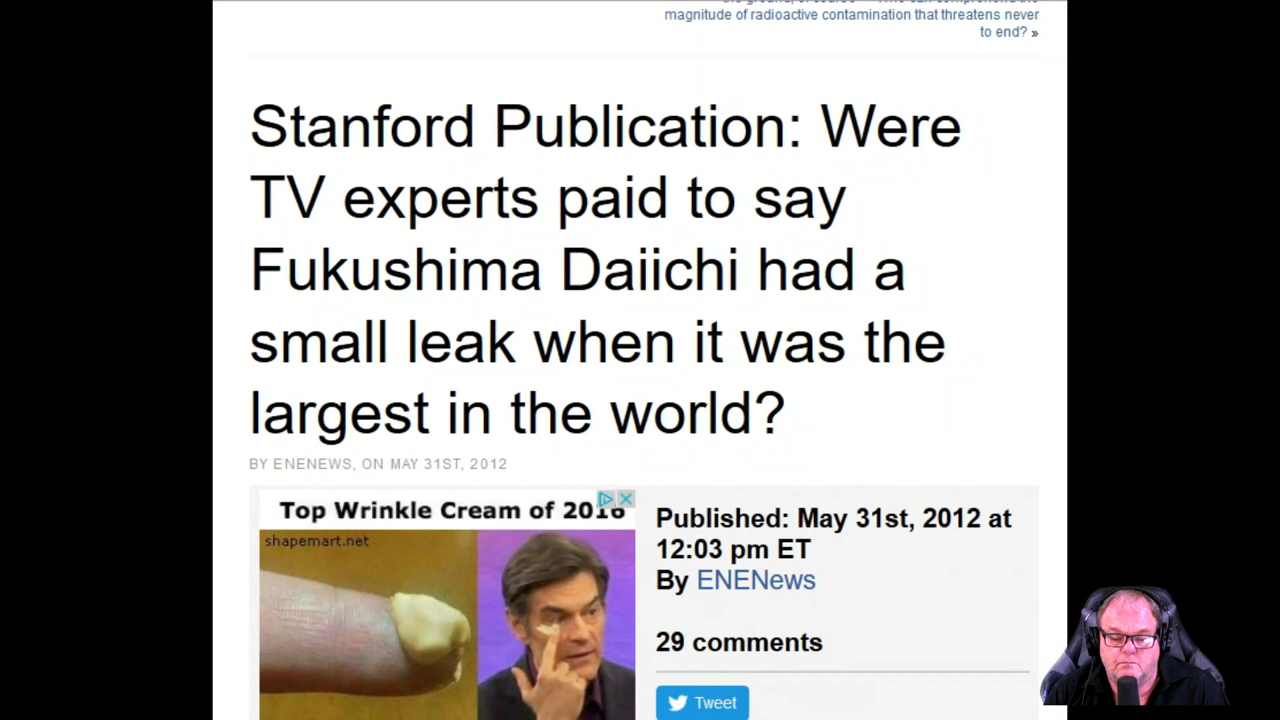 magnitude of radioactive contamination that threatens never
to end? »
Stanford Publication: Were
TV experts paid to say
Fukushima Daiichi had a
small leak when it was the
largest in the world?
BY ENENEWS, ON MAY 31ST, 2012
Top Wrinkle Cream of 2016
shapemart.net
Published: May 31st, 2012 at
12:03 pm ET
By ENENews
29 comments
Tweet